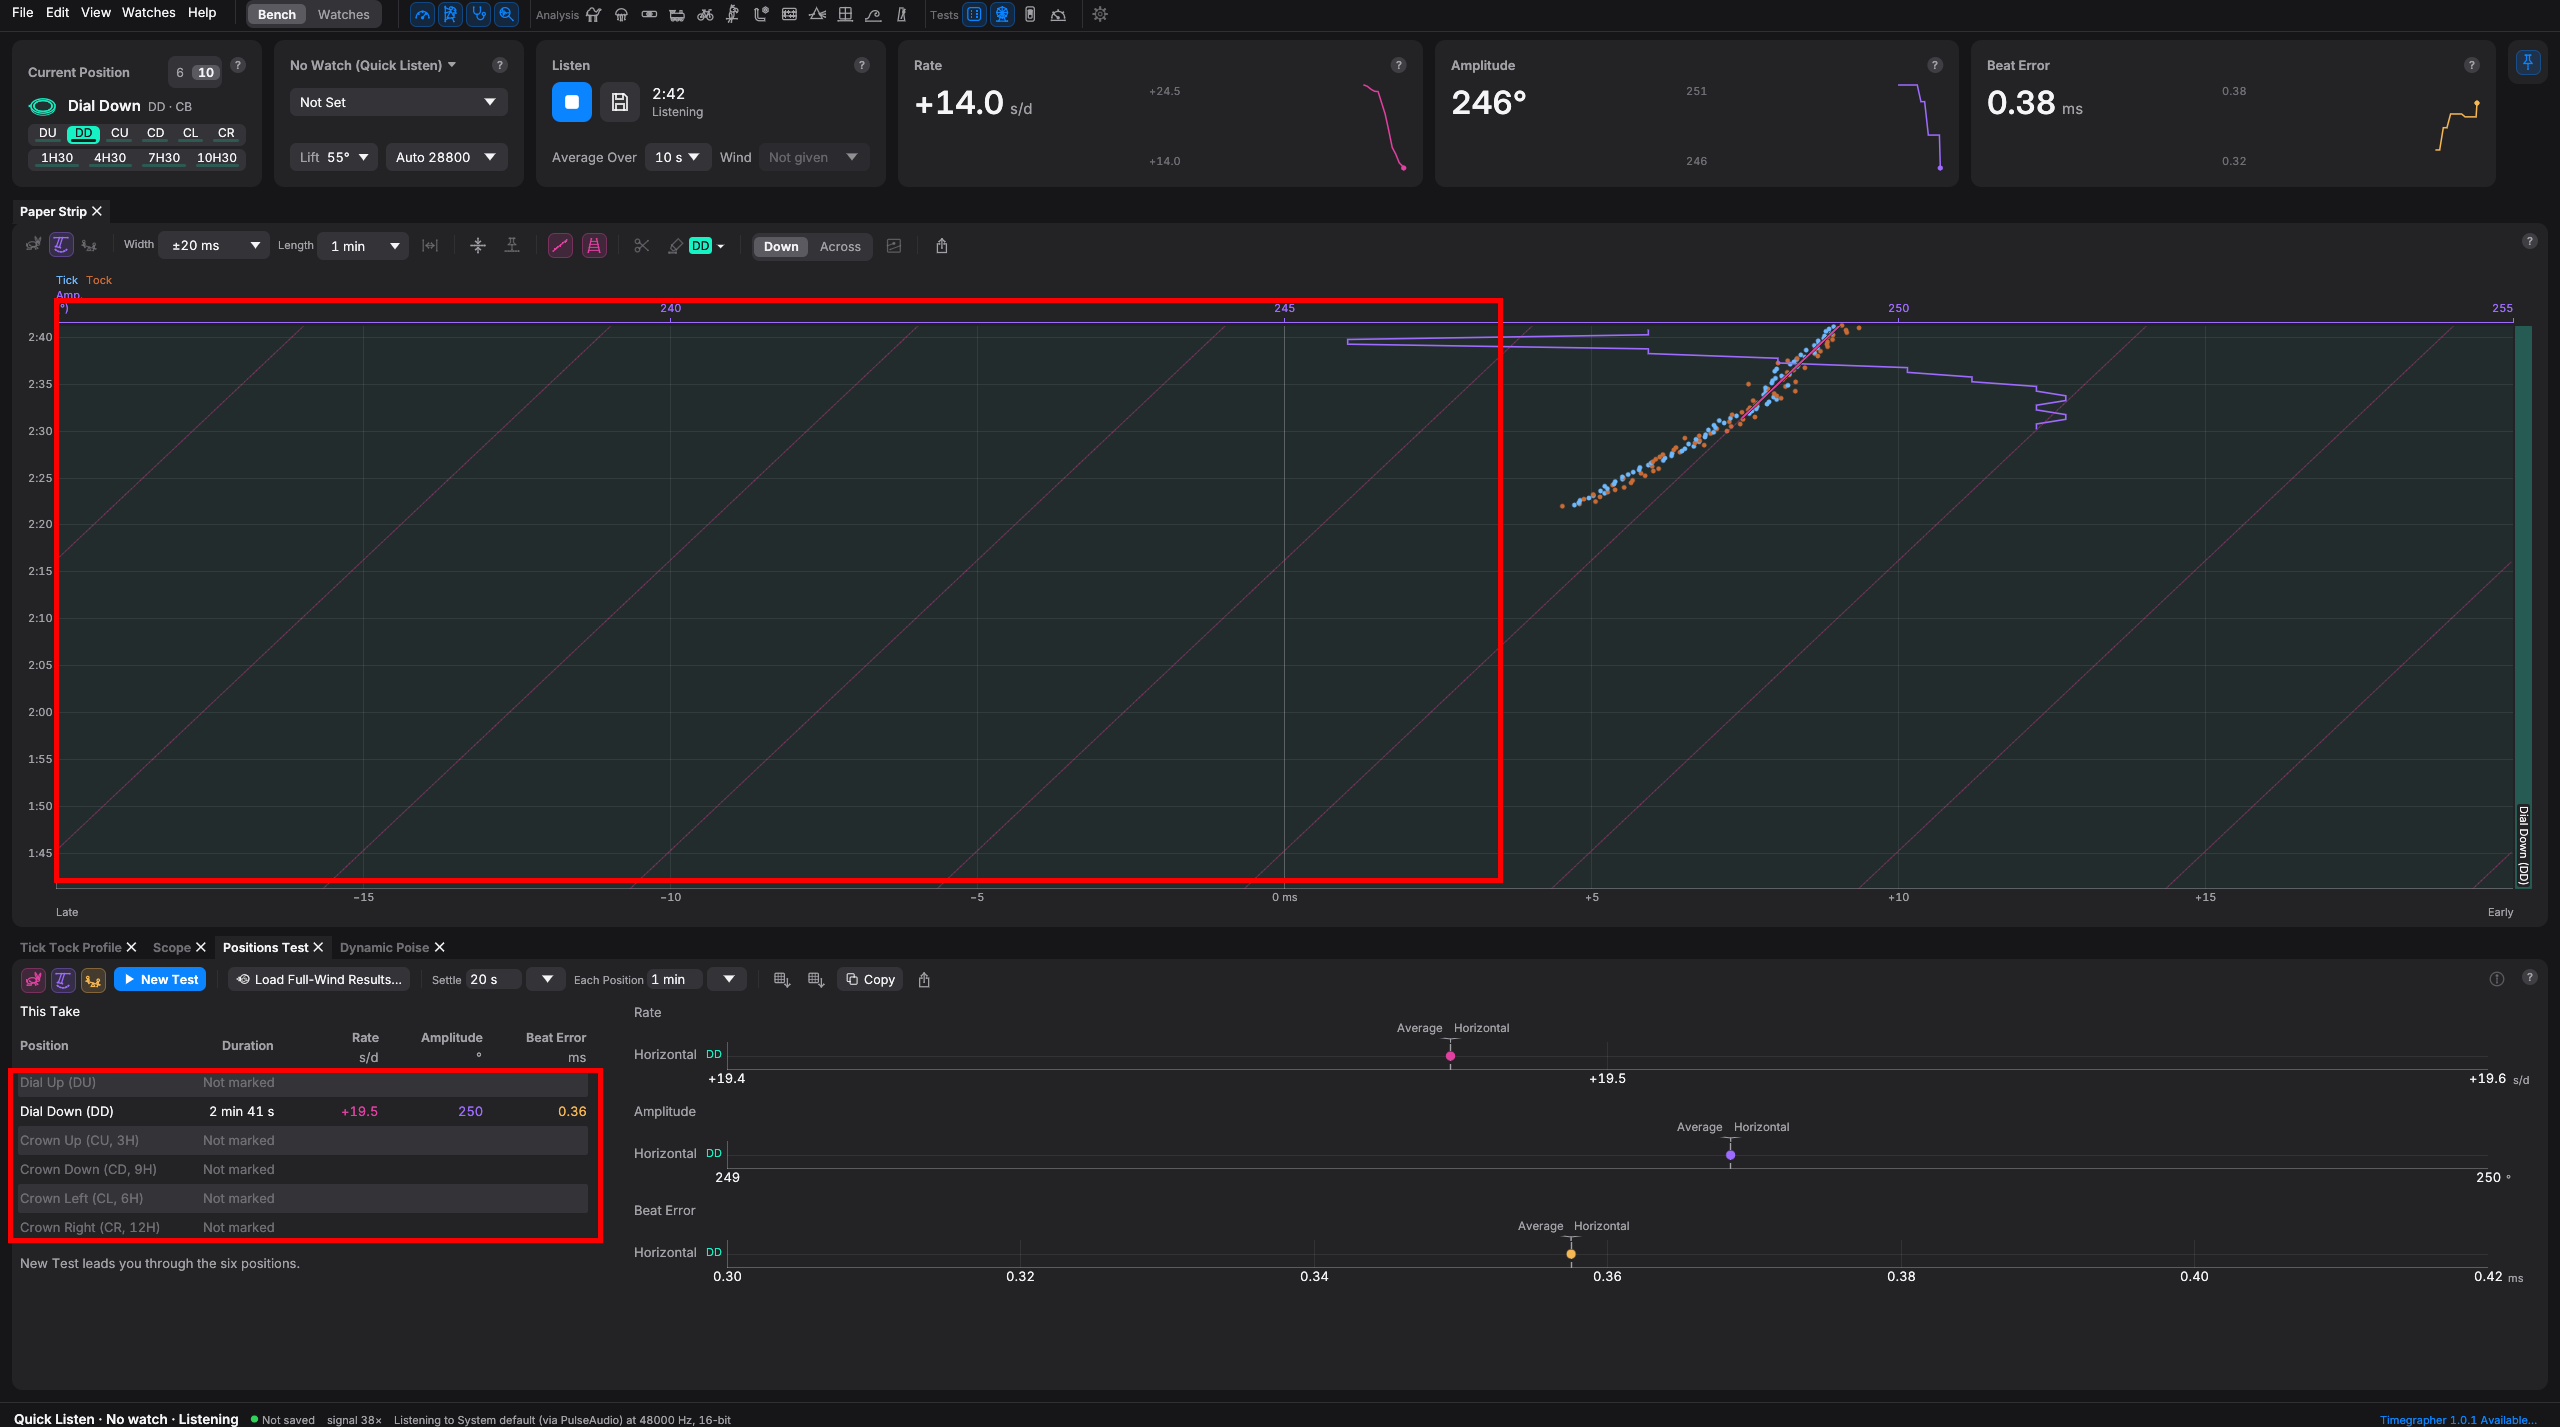 File Edit View Watches Help Bench Watches Analysis Tests
Current Position 6 10 ?
Dial Down DD · CB
DU DD CU CD CL CR
1H30 4H30 7H30 10H30
No Watch (Quick Listen) ?
Not Set
Lift 55° Auto 28800
Listen ?
2:42
Listening
Average Over 10 s Wind Not given
Rate ?
+14.0 s/d
+24.5
+14.0
Amplitude ?
246°
251
246
Beat Error ?
0.38 ms
0.38
0.32
Paper Strip
Width ±20 ms Length 1 min DD Down Across ?
Tick Tock
Amp
°)
240 245 250 255
2:40
2:35
2:30
2:25
2:20
2:15
2:10
2:05
2:00
1:55
1:50
1:45
Dial Down (DD)
−15 −10 −5 0 ms +5 +10 +15
Late Early
Tick Tock Profile Scope Positions Test Dynamic Poise
New Test Load Full-Wind Results... Settle 20 s Each Position 1 min Copy ?
This Take
Position Duration Rate s/d Amplitude ° Beat Error ms
Dial Up (DU) Not marked
Dial Down (DD) 2 min 41 s +19.5 250 0.36
Crown Up (CU, 3H) Not marked
Crown Down (CD, 9H) Not marked
Crown Left (CL, 6H) Not marked
Crown Right (CR, 12H) Not marked
New Test leads you through the six positions.
Rate
Average Horizontal
Horizontal DD
+19.4 +19.5 +19.6 s/d
Amplitude
Average Horizontal
Horizontal DD
249 250 °
Beat Error
Average Horizontal
Horizontal DD
0.30 0.32 0.34 0.36 0.38 0.40 0.42 ms
Quick Listen · No watch · Listening Not saved signal 38× Listening to System default (via PulseAudio) at 48000 Hz, 16-bit Timegrapher 1.0.1 Available...